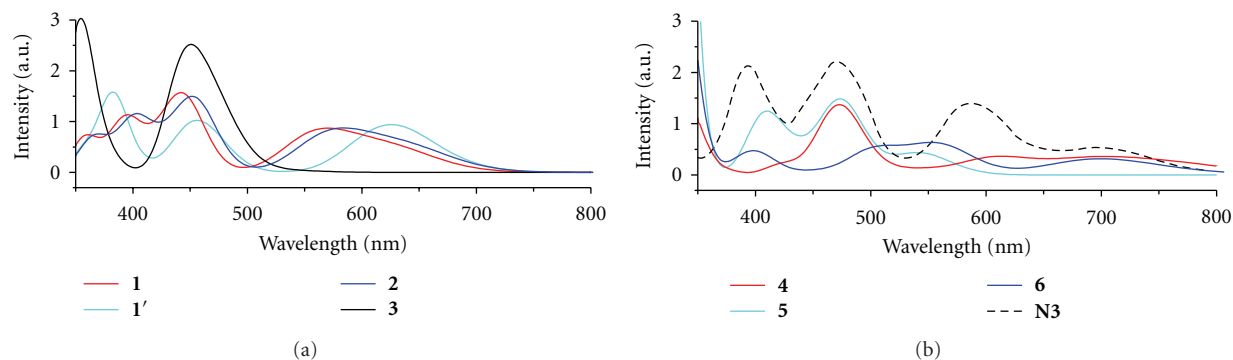 3
2
1
0
Intensity (a.u.)
400 500 600 700 800
Wavelength (nm)
1 2
1′ 3
(a)
3
2
1
0
Intensity (a.u.)
400 500 600 700 800
Wavelength (nm)
4 6
5 N3
(b)